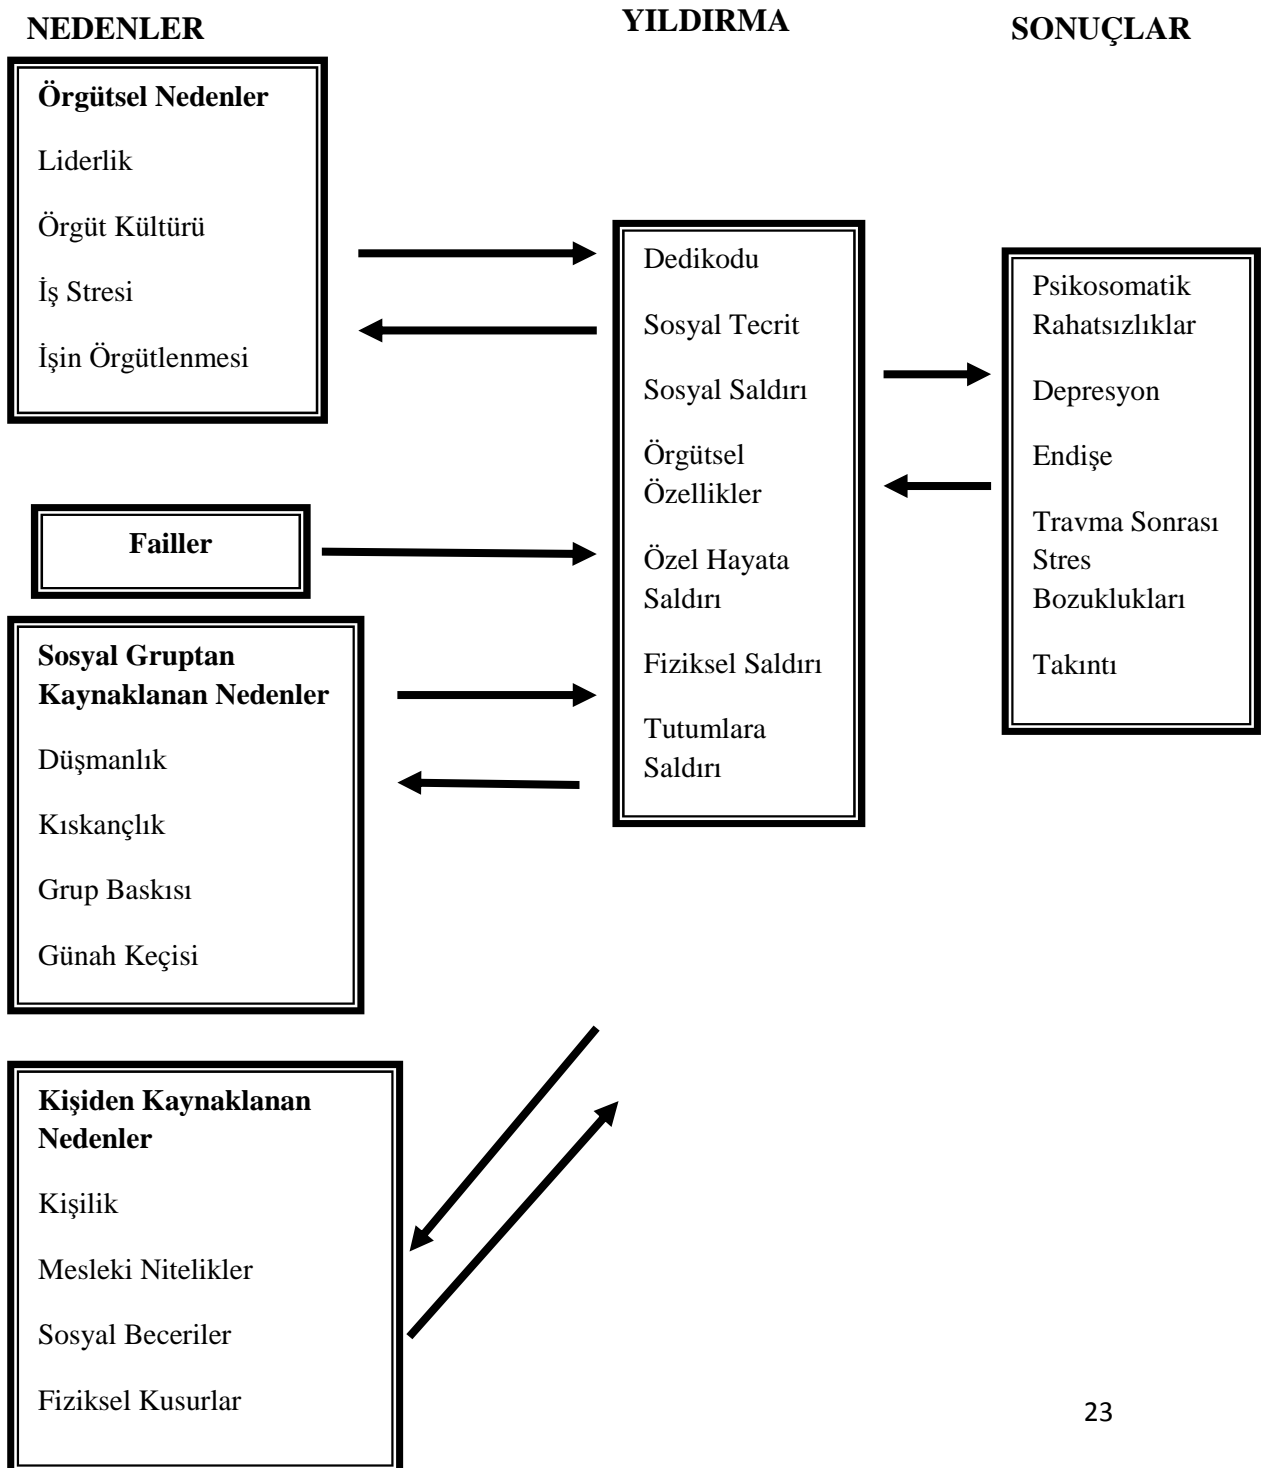 NEDENLER
YILDIRMA
SONUÇLAR
Örgütsel Nedenler
Liderlik
Örgüt Kültürü
İş Stresi
İşin Örgütlenmesi
Failler
Sosyal Gruptan
Kaynaklanan Nedenler
Düşmanlık
Kıskançlık
Grup Baskısı
Günah Keçisi
Kişiden Kaynaklanan
Nedenler
Kişilik
Mesleki Nitelikler
Sosyal Beceriler
Fiziksel Kusurlar
Dedikodu
Sosyal Tecrit
Sosyal Saldırı
Örgütsel
Özellikler
Özel Hayata
Saldırı
Fiziksel Saldırı
Tutumlara
Saldırı
Psikosomatik
Rahatsızlıklar
Depresyon
Endişe
Travma Sonrası
Stres
Bozuklukları
Takıntı
23